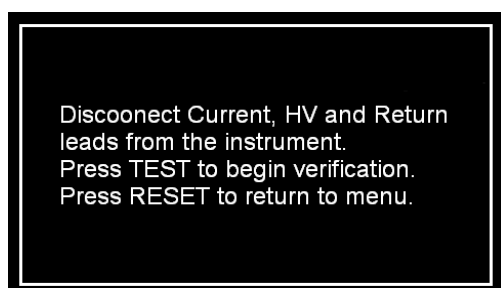 Discoonect Current, HV and Return
leads from the instrument.
Press TEST to begin verification.
Press RESET to return to menu.